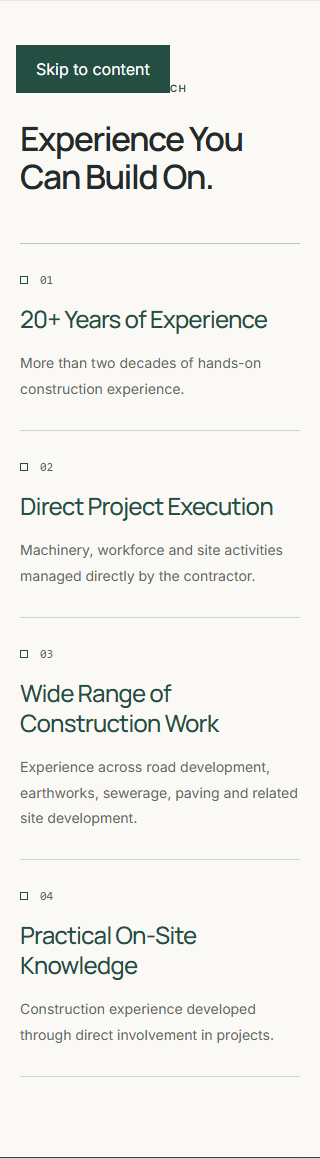 Skip to content
CH
Experience You
Can Build On.
01
20+ Years of Experience
More than two decades of hands-on
construction experience.
02
Direct Project Execution
Machinery, workforce and site activities
managed directly by the contractor.
03
Wide Range of
Construction Work
Experience across road development,
earthworks, sewerage, paving and related
site development.
04
Practical On-Site
Knowledge
Construction experience developed
through direct involvement in projects.